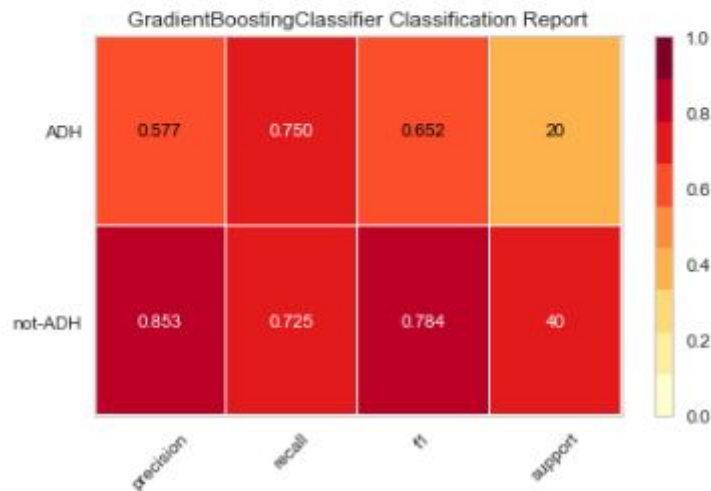 GradientBoostingClassifier Classification Report
1.0
ADH 0.577 0.750 0.652 20
0.8
0.6
not-ADH 0.853 0.725 0.784 40
0.4
0.2
0.0
precision recall f1 support